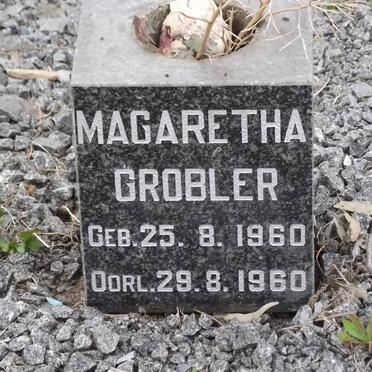 MAGARETHA
GROBLER
GEB. 25. 8. 1960
OORL. 29. 8. 1960